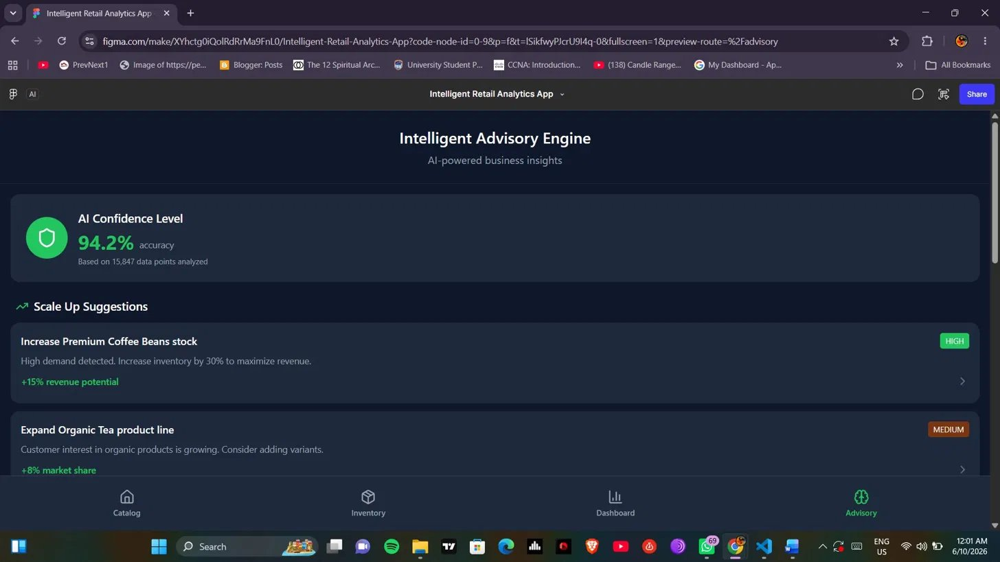 Intelligent Retail Analytics App
figma.com/make/XYhctg0iQolRdRrMa9FnL0/Intelligent-Retail-Analytics-App?code-node-id=0-9&p=f&t=lSikfwyPJcrU9I4q-0&fullscreen=1&preview-route=%2Fadvisory
PrevNext1 Image of https://pe... Blogger: Posts The 12 Spiritual Arc... University Student P... CCNA: Introduction... (138) Candle Range... My Dashboard - Ap... » All Bookmarks
AI Intelligent Retail Analytics App Share
Intelligent Advisory Engine
AI-powered business insights
AI Confidence Level
94.2% accuracy
Based on 15,847 data points analyzed
Scale Up Suggestions
Increase Premium Coffee Beans stock HIGH
High demand detected. Increase inventory by 30% to maximize revenue.
+15% revenue potential
Expand Organic Tea product line MEDIUM
Customer interest in organic products is growing. Consider adding variants.
+8% market share
Catalog Inventory Dashboard Advisory
Search 69 ENG US 12:01 AM
6/10/2026